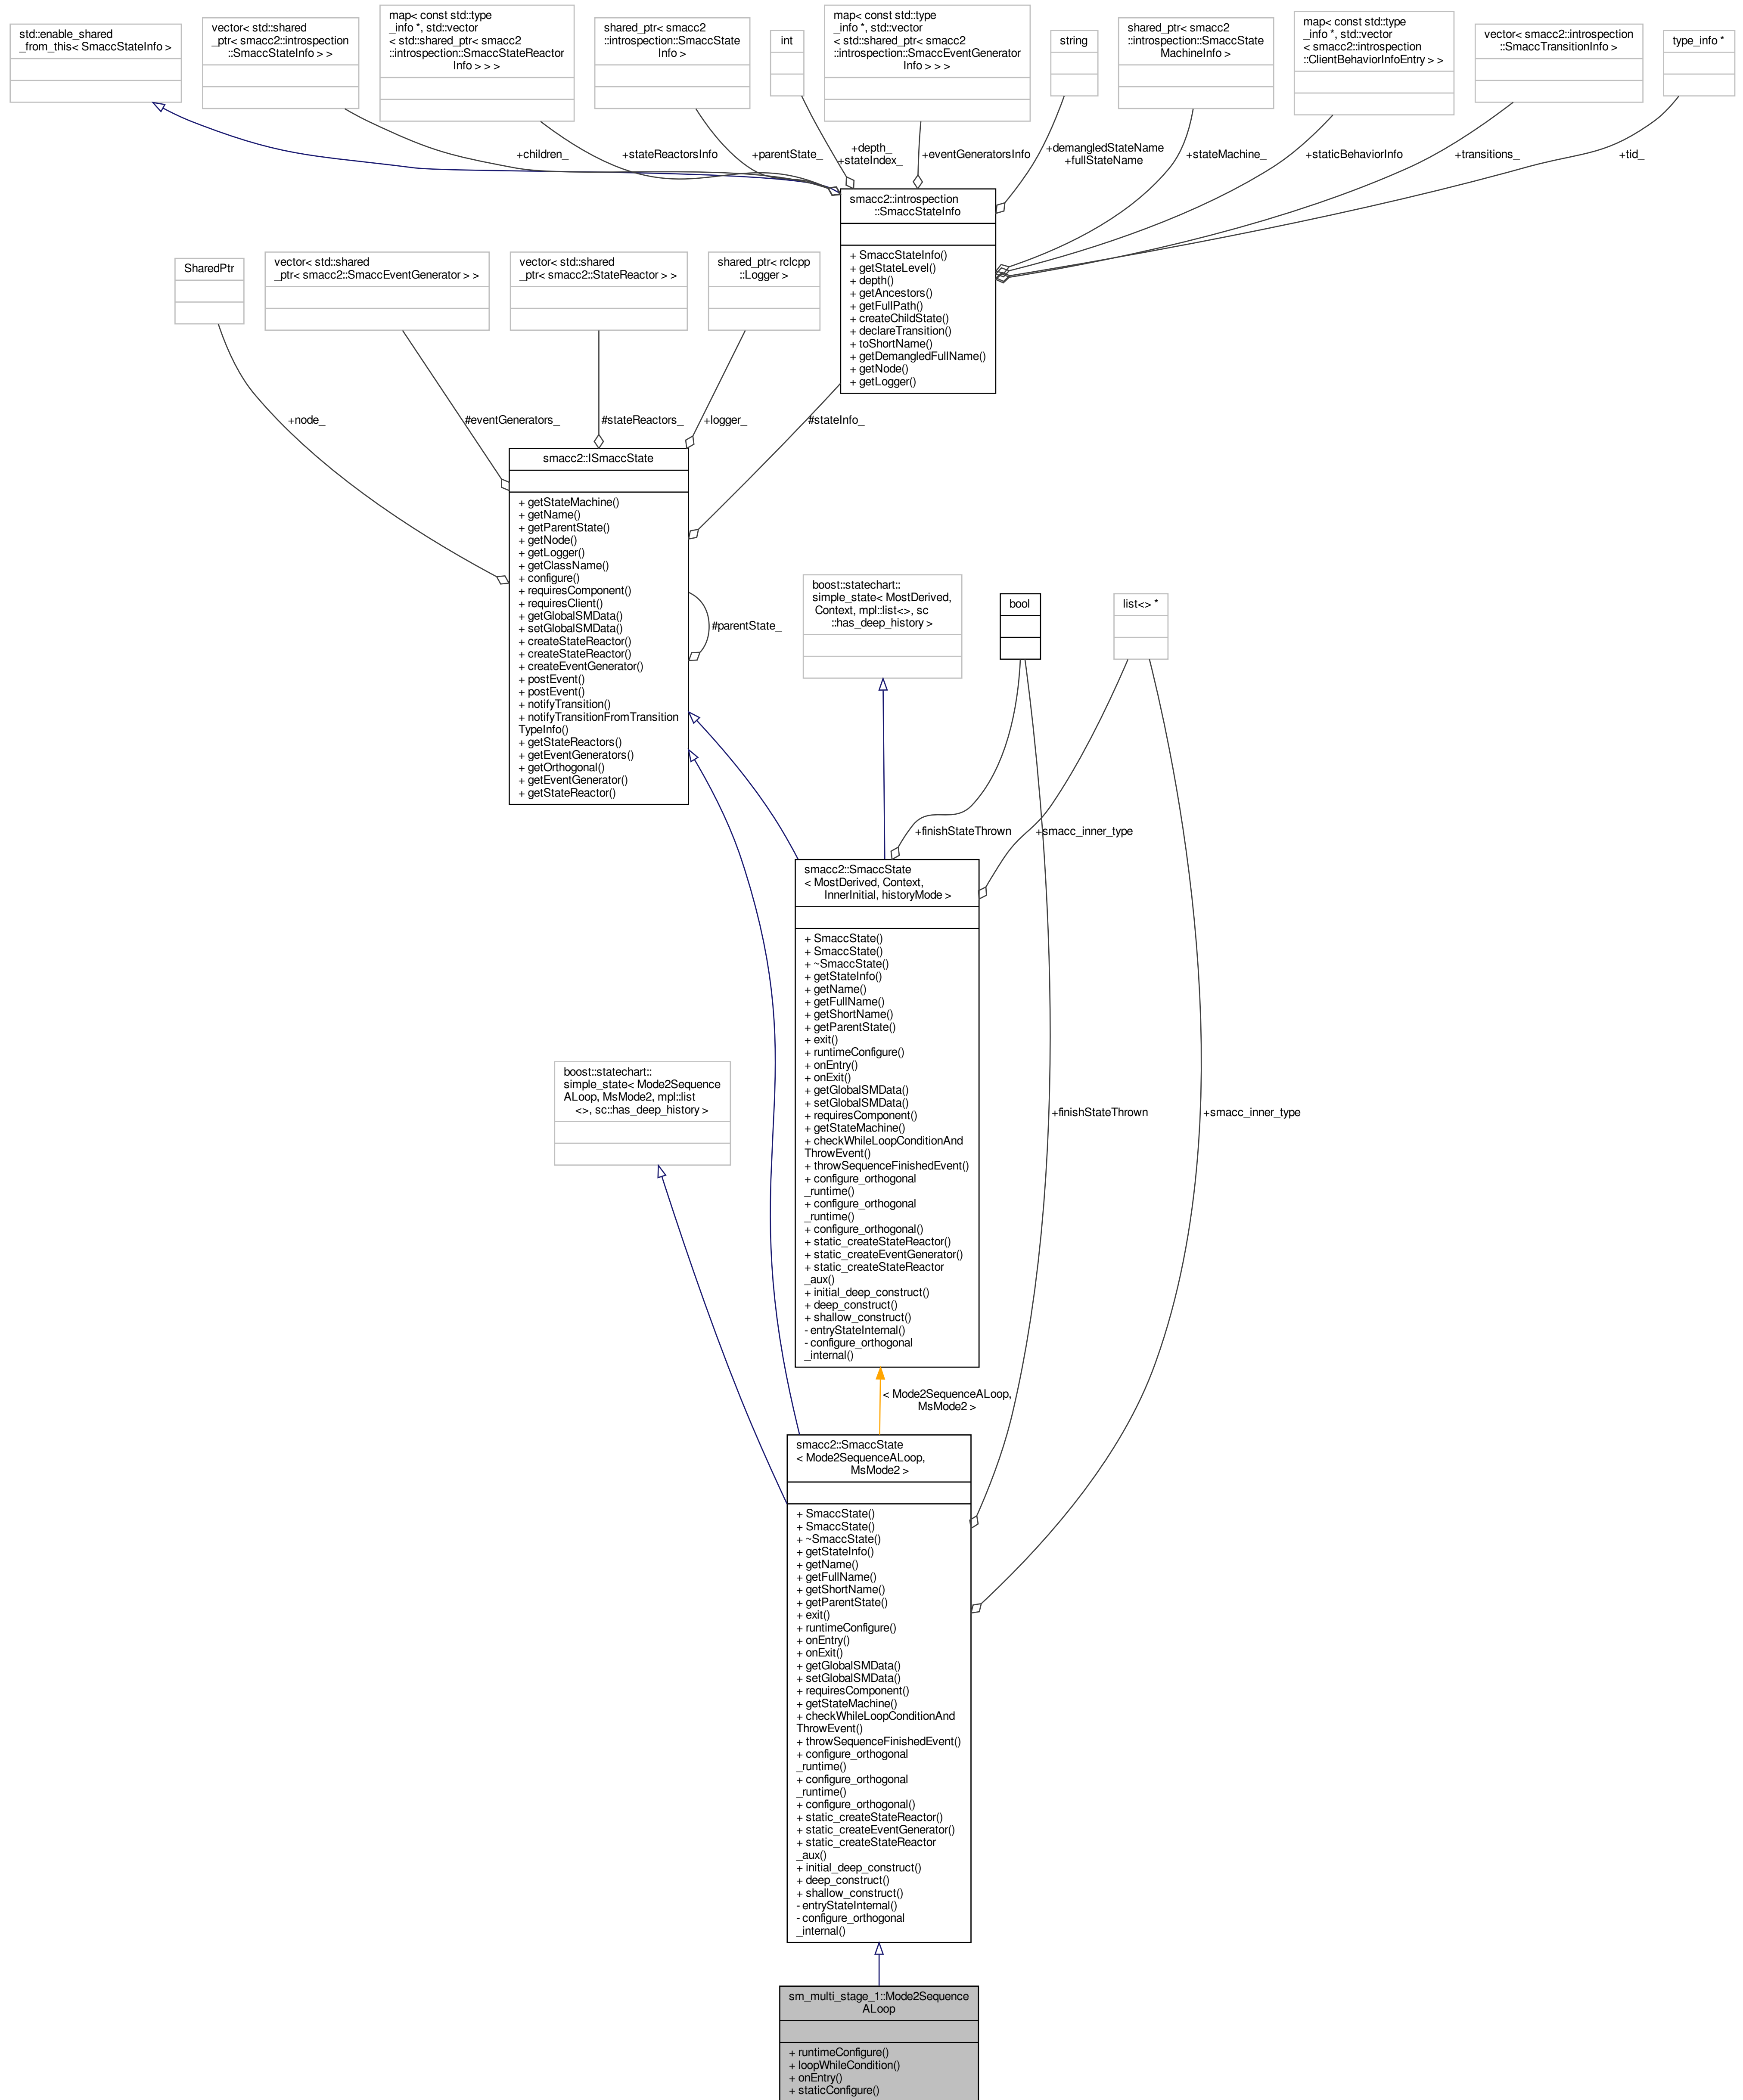 std::enable_shared
_from_this< SmaccStateInfo >
vector< std::shared
_ptr< smacc2::introspection
::SmaccStateInfo > >
map< const std::type
_info *, std::vector
< std::shared_ptr< smacc2
::introspection::SmaccStateReactor
Info > > >
shared_ptr< smacc2
::introspection::SmaccState
Info >
int
map< const std::type
_info *, std::vector
< std::shared_ptr< smacc2
::introspection::SmaccEventGenerator
Info > > >
string
shared_ptr< smacc2
::introspection::SmaccState
MachineInfo >
map< const std::type
_info *, std::vector
< smacc2::introspection
::ClientBehaviorInfoEntry > >
vector< smacc2::introspection
::SmaccTransitionInfo >
type_info *
+children_
+stateReactorsInfo
+parentState_
+depth_
+stateIndex_
+eventGeneratorsInfo
+demangledStateName
+fullStateName
+stateMachine_
+staticBehaviorInfo
+transitions_
+tid_
smacc2::introspection
::SmaccStateInfo
+ SmaccStateInfo()
+ getStateLevel()
+ depth()
+ getAncestors()
+ getFullPath()
+ createChildState()
+ declareTransition()
+ toShortName()
+ getDemangledFullName()
+ getNode()
+ getLogger()
SharedPtr
vector< std::shared
_ptr< smacc2::SmaccEventGenerator > >
vector< std::shared
_ptr< smacc2::StateReactor > >
shared_ptr< rclcpp
::Logger >
+node_
#eventGenerators_
#stateReactors_
+logger_
#stateInfo_
smacc2::ISmaccState
+ getStateMachine()
+ getName()
+ getParentState()
+ getNode()
+ getLogger()
+ getClassName()
+ configure()
+ requiresComponent()
+ requiresClient()
+ getGlobalSMData()
+ setGlobalSMData()
+ createStateReactor()
+ createStateReactor()
+ createEventGenerator()
+ postEvent()
+ postEvent()
+ notifyTransition()
+ notifyTransitionFromTransition
TypeInfo()
+ getStateReactors()
+ getEventGenerators()
+ getOrthogonal()
+ getEventGenerator()
+ getStateReactor()
#parentState_
boost::statechart::
simple_state< MostDerived,
Context, mpl::list<>, sc
::has_deep_history >
bool
list<> *
+finishStateThrown
+smacc_inner_type
smacc2::SmaccState
< MostDerived, Context,
InnerInitial, historyMode >
+ SmaccState()
+ SmaccState()
+ ~SmaccState()
+ getStateInfo()
+ getName()
+ getFullName()
+ getShortName()
+ getParentState()
+ exit()
+ runtimeConfigure()
+ onEntry()
+ onExit()
+ getGlobalSMData()
+ setGlobalSMData()
+ requiresComponent()
+ getStateMachine()
+ checkWhileLoopConditionAnd
ThrowEvent()
+ throwSequenceFinishedEvent()
+ configure_orthogonal
_runtime()
+ configure_orthogonal
_runtime()
+ configure_orthogonal()
+ static_createStateReactor()
+ static_createEventGenerator()
+ static_createStateReactor
_aux()
+ initial_deep_construct()
+ deep_construct()
+ shallow_construct()
- entryStateInternal()
- configure_orthogonal
_internal()
boost::statechart::
simple_state< Mode2Sequence
ALoop, MsMode2, mpl::list
<>, sc::has_deep_history >
+finishStateThrown
+smacc_inner_type
< Mode2SequenceALoop,
MsMode2 >
smacc2::SmaccState
< Mode2SequenceALoop,
MsMode2 >
+ SmaccState()
+ SmaccState()
+ ~SmaccState()
+ getStateInfo()
+ getName()
+ getFullName()
+ getShortName()
+ getParentState()
+ exit()
+ runtimeConfigure()
+ onEntry()
+ onExit()
+ getGlobalSMData()
+ setGlobalSMData()
+ requiresComponent()
+ getStateMachine()
+ checkWhileLoopConditionAnd
ThrowEvent()
+ throwSequenceFinishedEvent()
+ configure_orthogonal
_runtime()
+ configure_orthogonal
_runtime()
+ configure_orthogonal()
+ static_createStateReactor()
+ static_createEventGenerator()
+ static_createStateReactor
_aux()
+ initial_deep_construct()
+ deep_construct()
+ shallow_construct()
- entryStateInternal()
- configure_orthogonal
_internal()
sm_multi_stage_1::Mode2Sequence
ALoop
+ runtimeConfigure()
+ loopWhileCondition()
+ onEntry()
+ staticConfigure()